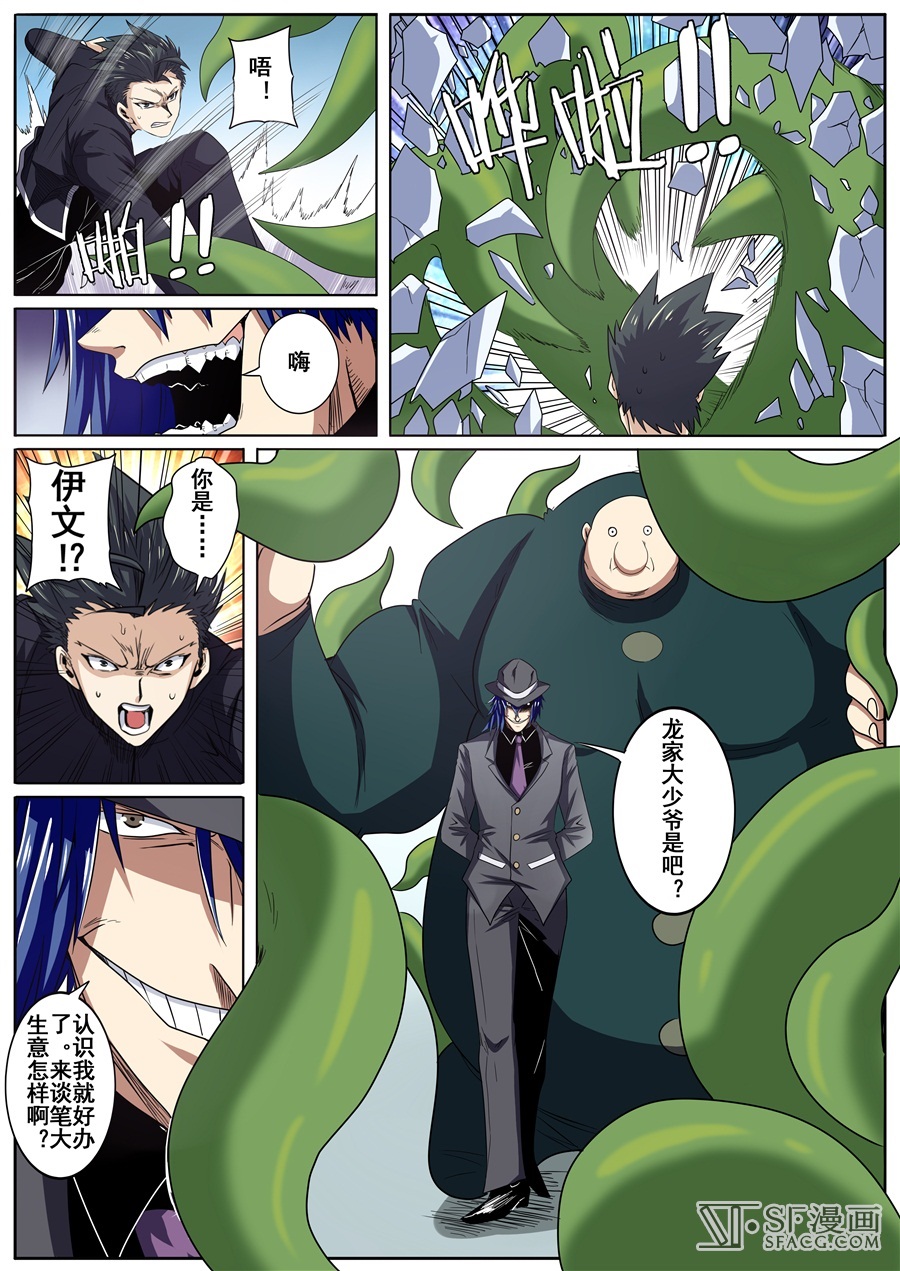 唔！
啪！！
哗啦！！
嗨
你是……
伊文！？
龙家大少爷是吧？
认识我就好办
了。来谈笔大
生意怎样啊？
SF漫画
SFACG.COM